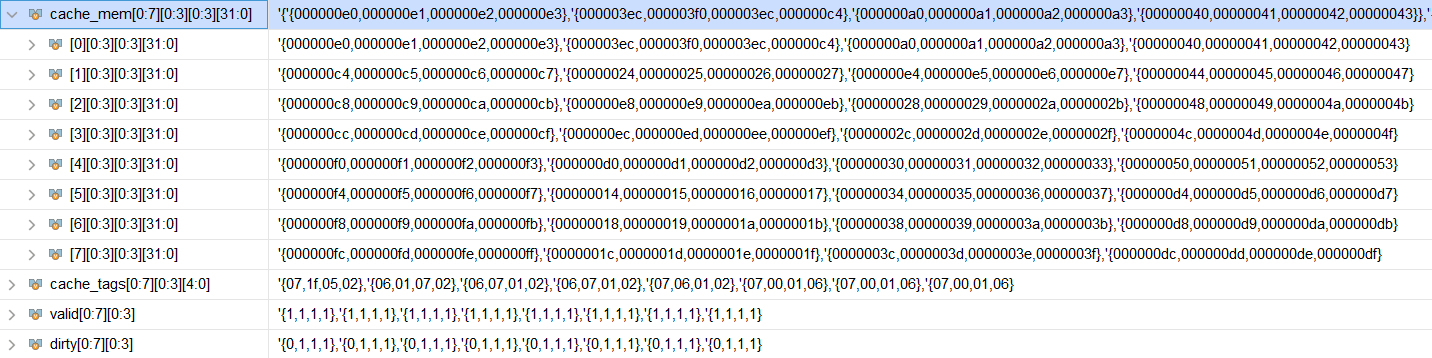 cache_mem[0:7][0:3][0:3][31:0] '{'{000000e0,000000e1,000000e2,000000e3},'{000003ec,000003f0,000003ec,000000c4},'{000000a0,000000a1,000000a2,000000a3},'{00000040,00000041,00000042,00000043}},'
[0][0:3][0:3][31:0] '{000000e0,000000e1,000000e2,000000e3},'{000003ec,000003f0,000003ec,000000c4},'{000000a0,000000a1,000000a2,000000a3},'{00000040,00000041,00000042,00000043}
[1][0:3][0:3][31:0] '{000000c4,000000c5,000000c6,000000c7},'{00000024,00000025,00000026,00000027},'{000000e4,000000e5,000000e6,000000e7},'{00000044,00000045,00000046,00000047}
[2][0:3][0:3][31:0] '{000000c8,000000c9,000000ca,000000cb},'{000000e8,000000e9,000000ea,000000eb},'{00000028,00000029,0000002a,0000002b},'{00000048,00000049,0000004a,0000004b}
[3][0:3][0:3][31:0] '{000000cc,000000cd,000000ce,000000cf},'{000000ec,000000ed,000000ee,000000ef},'{0000002c,0000002d,0000002e,0000002f},'{0000004c,0000004d,0000004e,0000004f}
[4][0:3][0:3][31:0] '{000000f0,000000f1,000000f2,000000f3},'{000000d0,000000d1,000000d2,000000d3},'{00000030,00000031,00000032,00000033},'{00000050,00000051,00000052,00000053}
[5][0:3][0:3][31:0] '{000000f4,000000f5,000000f6,000000f7},'{00000014,00000015,00000016,00000017},'{00000034,00000035,00000036,00000037},'{000000d4,000000d5,000000d6,000000d7}
[6][0:3][0:3][31:0] '{000000f8,000000f9,000000fa,000000fb},'{00000018,00000019,0000001a,0000001b},'{00000038,00000039,0000003a,0000003b},'{000000d8,000000d9,000000da,000000db}
[7][0:3][0:3][31:0] '{000000fc,000000fd,000000fe,000000ff},'{0000001c,0000001d,0000001e,0000001f},'{0000003c,0000003d,0000003e,0000003f},'{000000dc,000000dd,000000de,000000df}
cache_tags[0:7][0:3][4:0] '{07,1f,05,02},'{06,01,07,02},'{06,07,01,02},'{06,07,01,02},'{07,06,01,02},'{07,00,01,06},'{07,00,01,06},'{07,00,01,06}
valid[0:7][0:3] '{1,1,1,1},'{1,1,1,1},'{1,1,1,1},'{1,1,1,1},'{1,1,1,1},'{1,1,1,1},'{1,1,1,1},'{1,1,1,1}
dirty[0:7][0:3] '{0,1,1,1},'{0,1,1,1},'{0,1,1,1},'{0,1,1,1},'{0,1,1,1},'{0,1,1,1},'{0,1,1,1},'{0,1,1,1}